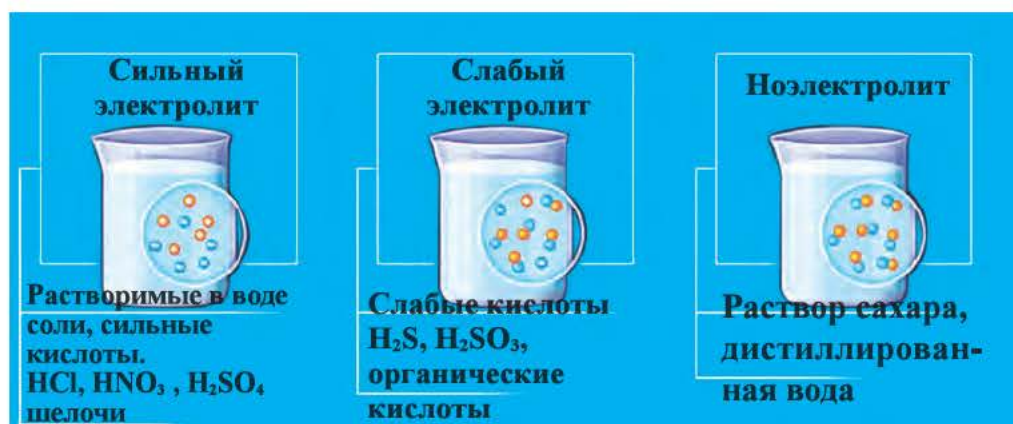 Сильный
электролит
Растворимые в воде
соли, сильные
кислоты.
HCl, HNO₃ , H₂SO₄
щелочи
Слабый
электролит
Слабые кислоты
H₂S, H₂SO₃,
органические
кислоты
Ноэлектролит
Раствор сахара,
дистиллирован-
ная вода